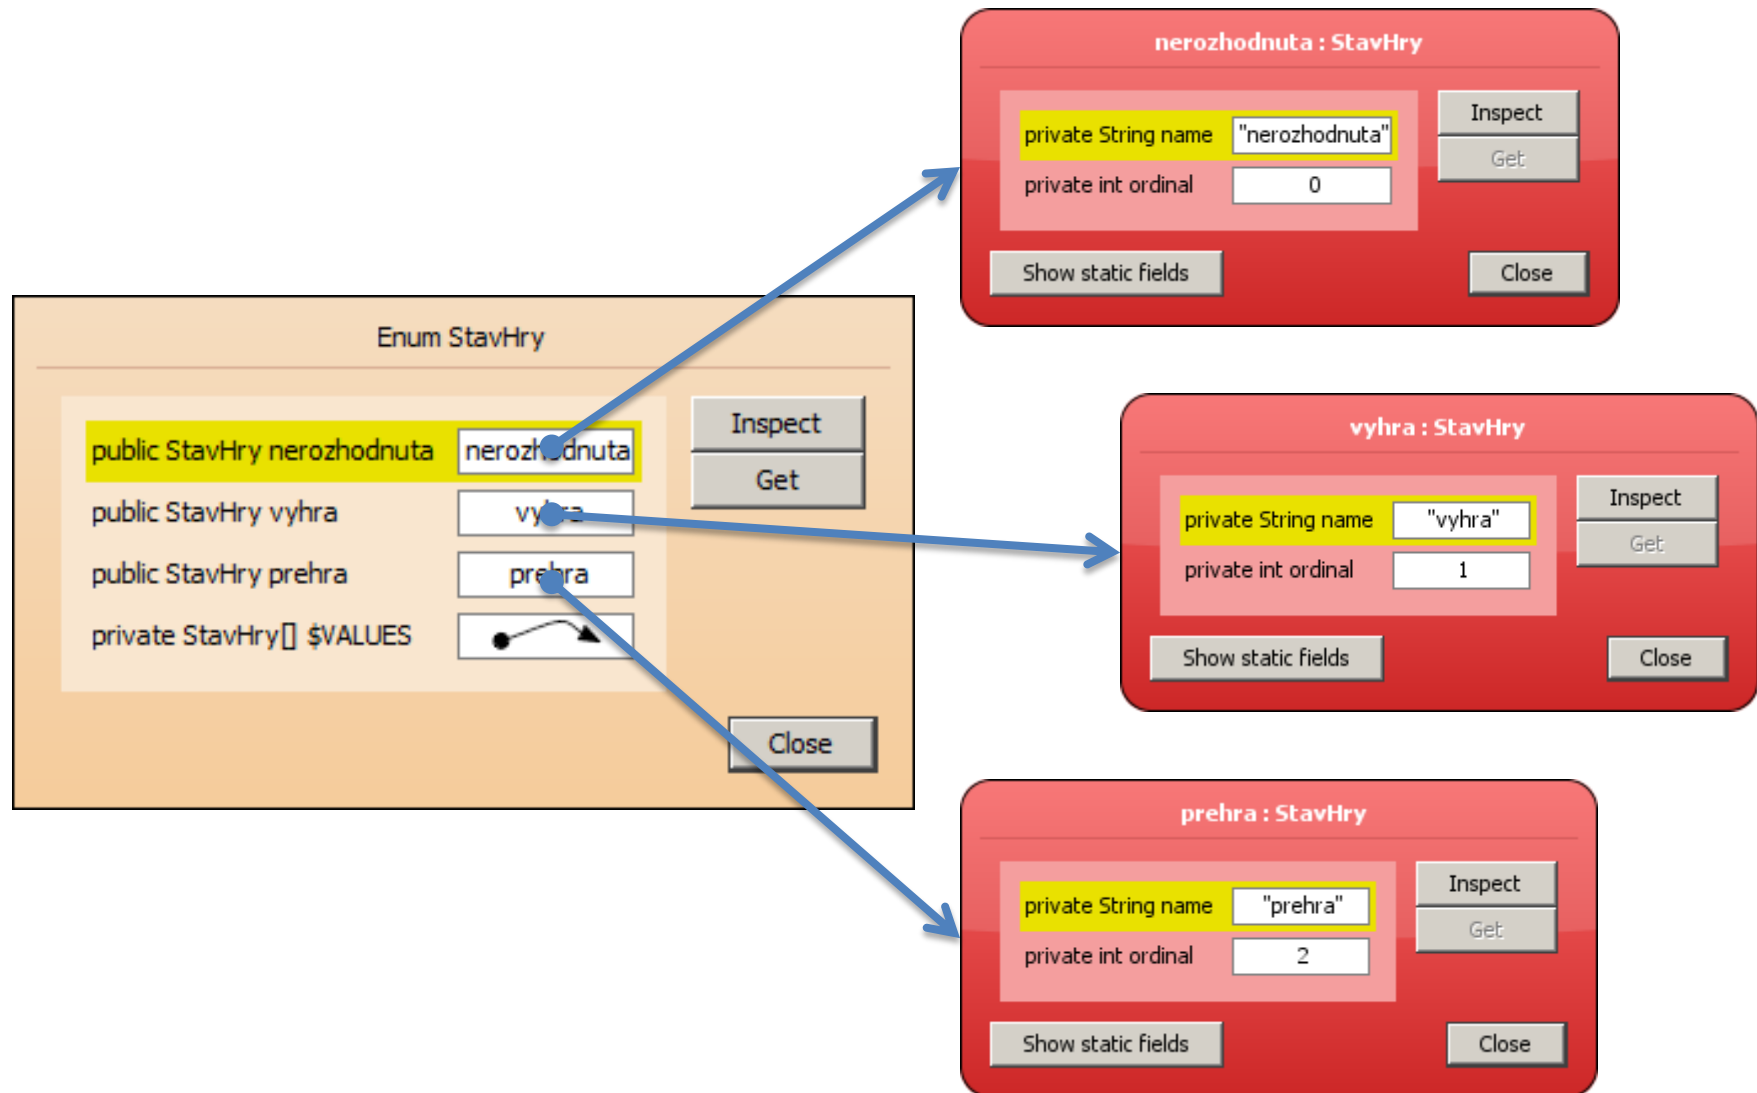 Enum StavHry
public StavHry nerozhodnuta nerozhodnuta
public StavHry vyhra vyhra
public StavHry prehra prehra
private StavHry[] $VALUES
Inspect
Get
Close
nerozhodnuta : StavHry
private String name "nerozhodnuta"
private int ordinal 0
Inspect
Get
Show static fields Close
vyhra : StavHry
private String name "vyhra"
private int ordinal 1
Inspect
Get
Show static fields Close
prehra : StavHry
private String name "prehra"
private int ordinal 2
Inspect
Get
Show static fields Close